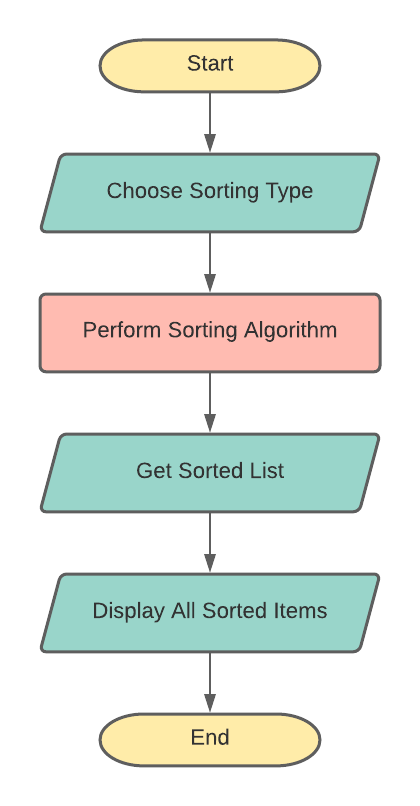 Start
Choose Sorting Type
Perform Sorting Algorithm
Get Sorted List
Display All Sorted Items
End